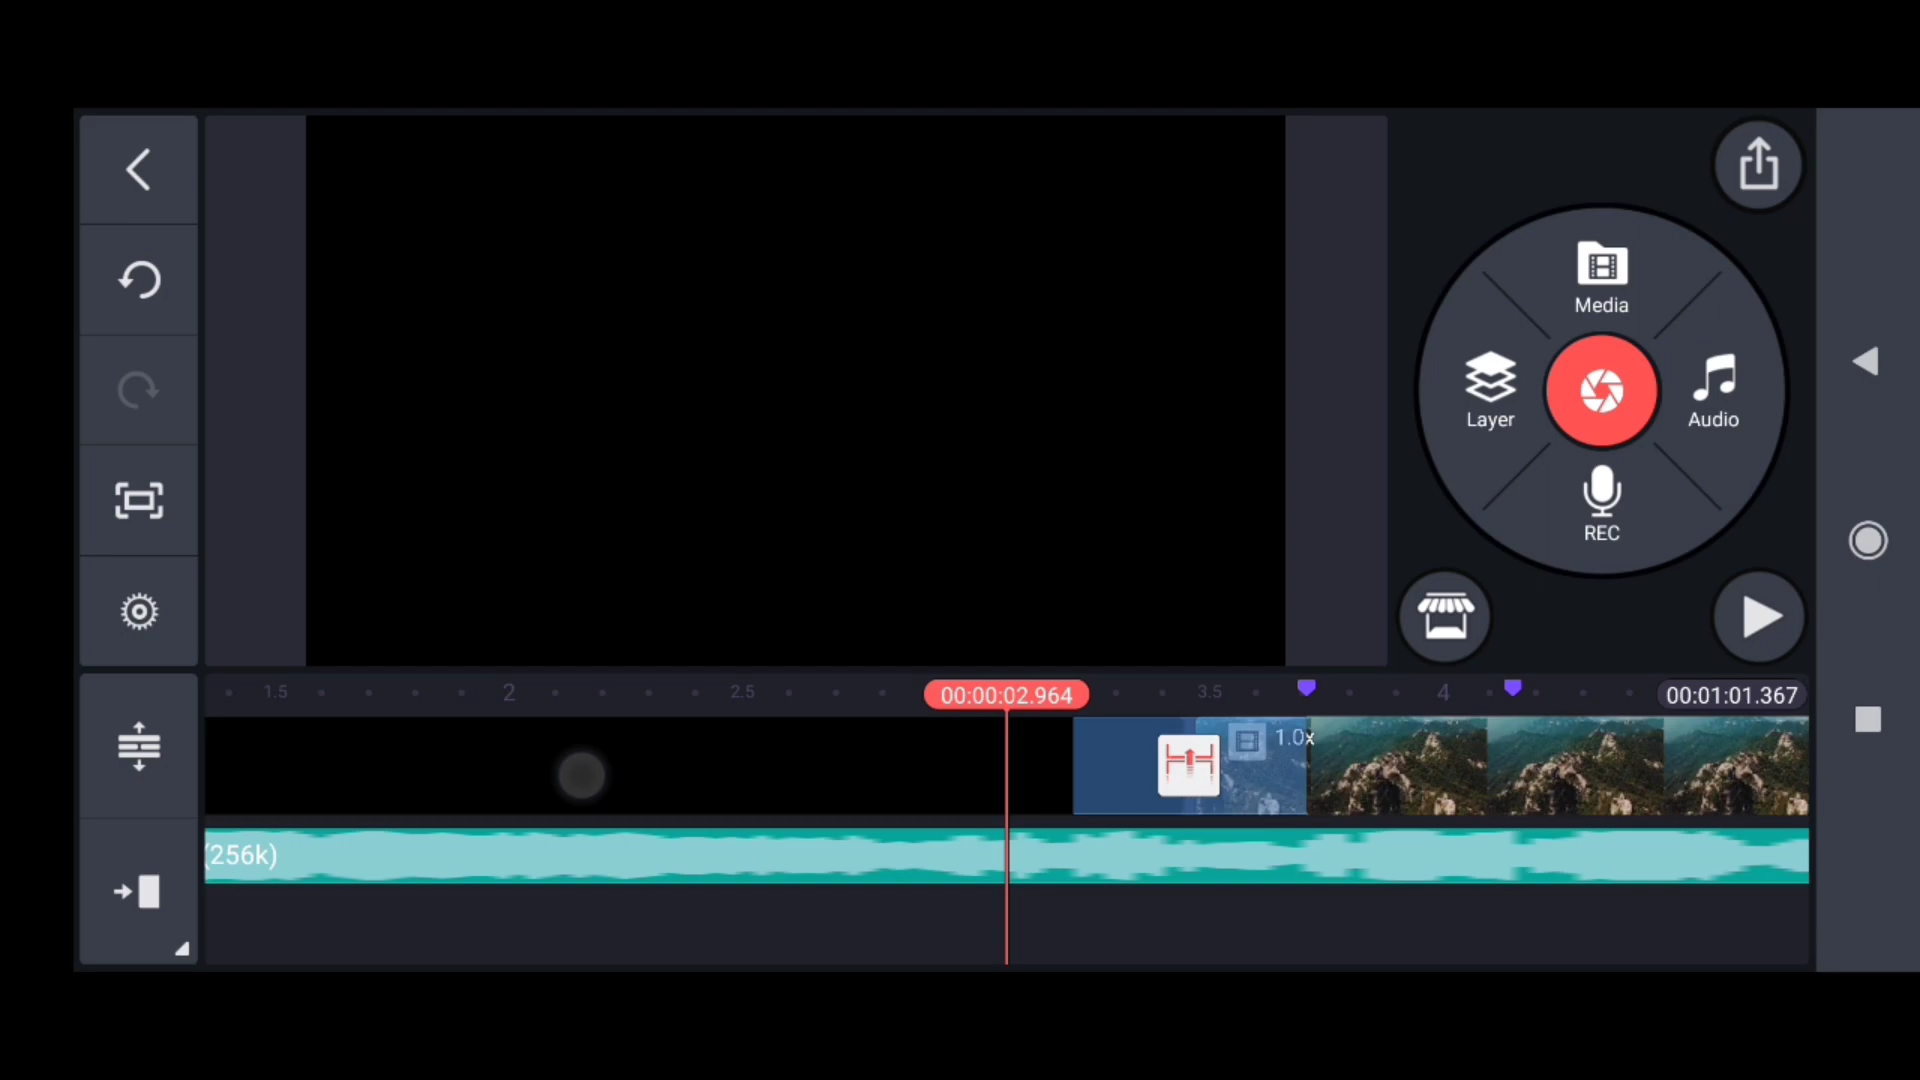 Media
Layer
Audio
REC
1.5
2
2.5
00:00:02.964
3.5
4
00:01:01.367
1.0x
(256k)